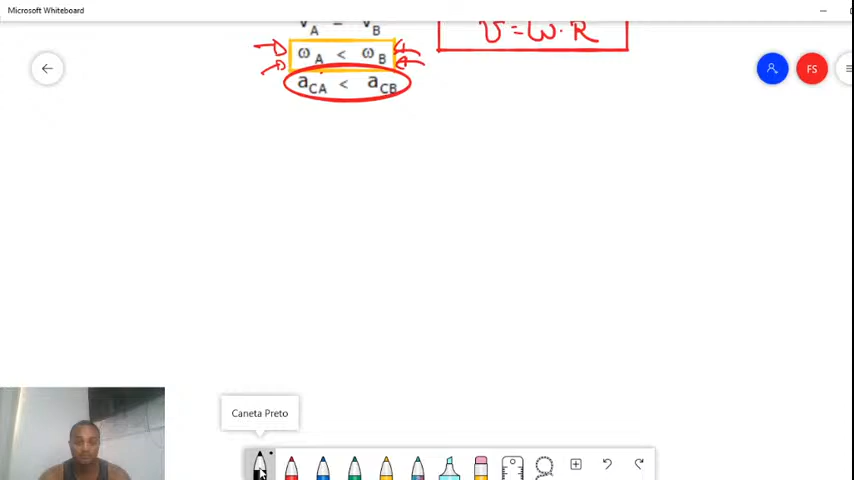 Microsoft Whiteboard
V_A = V_B
v = ω · R
ω_A < ω_B
a_CA < a_CB
FS
Caneta Preto